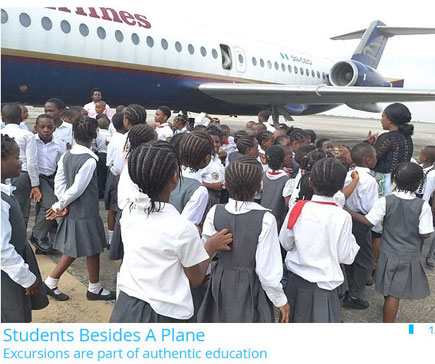 rlines
Students Besides A Plane
1
Excursions are part of authentic education